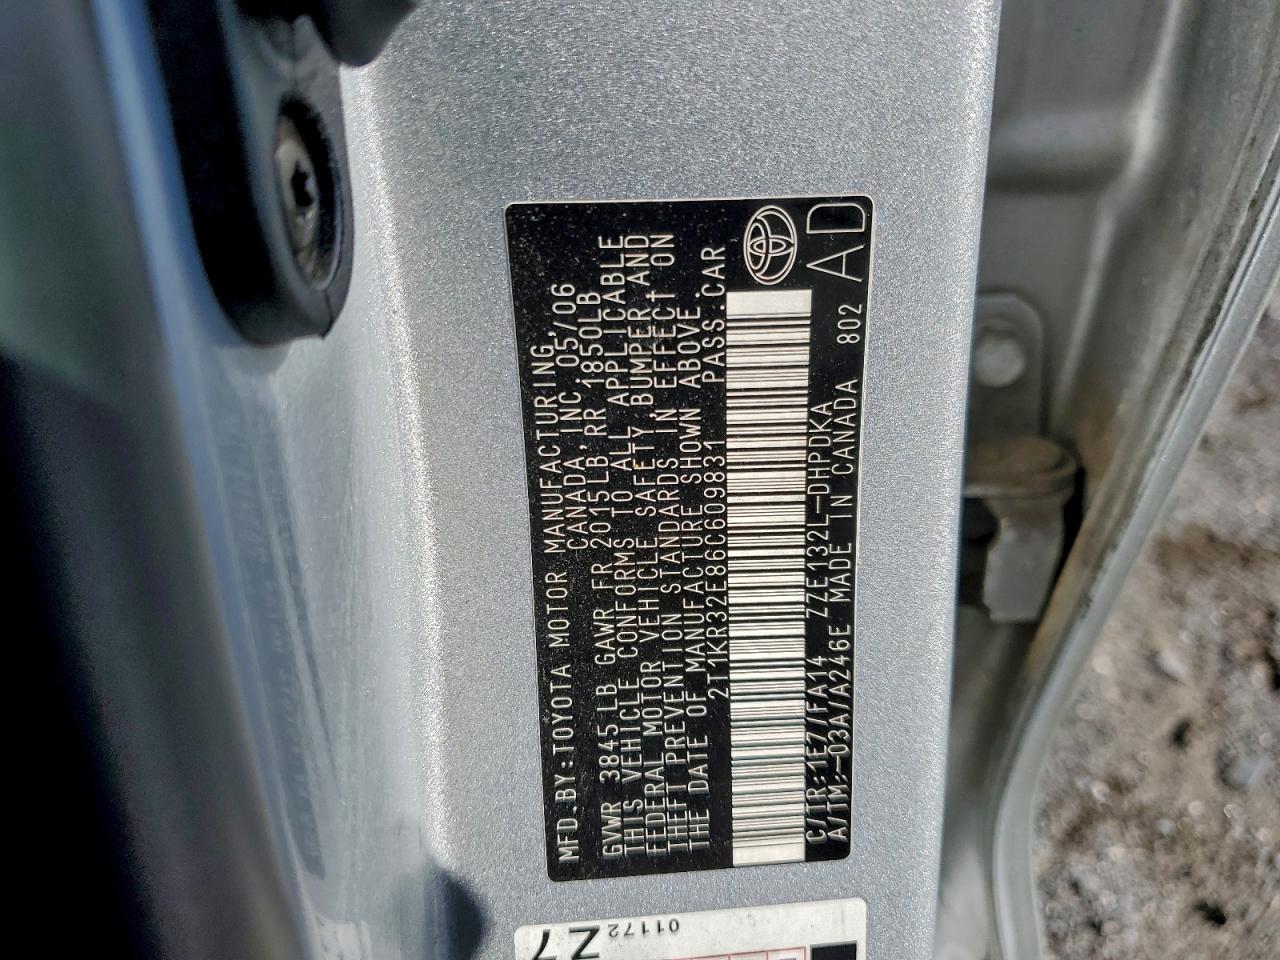 MFD.BY:TOYOTA MOTOR MANUFACTURING,
CANADA,INC.05/06
GVWR 3845LB GAWR FR 2015LB,RR 1850LB
THIS VEHICLE CONFORMS TO ALL APPLICABLE
FEDERAL MOTOR VEHICLE SAFETY,BUMPER,AND
THEFT PREVENTION STANDARDS IN EFFECT ON
THE DATE OF MANUFACTURE SHOWN ABOVE.
2T1KR32E86C609831 PASS.CAR
C/TR:1E7/FA14 ZZE132L-DHPDKA
A/TM:-03A/A246E MADE IN CANADA 802
AD
01172
Z7